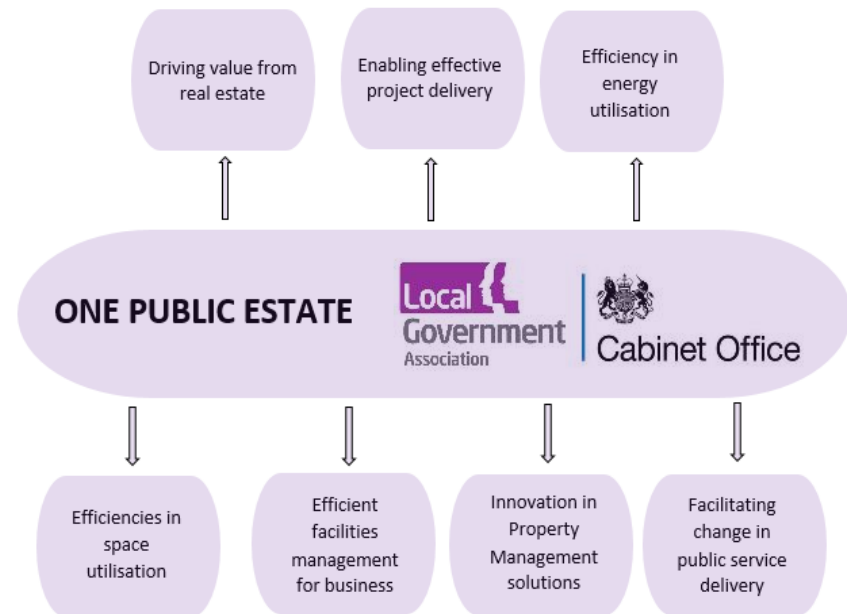 Driving value from
real estate
Enabling effective
project delivery
Efficiency in
energy
utilisation
ONE PUBLIC ESTATE
Local
Government
Association
Cabinet Office
Efficiencies in
space
utilisation
Efficient
facilities
management
for business
Innovation in
Property
Management
solutions
Facilitating
change in
public service
delivery